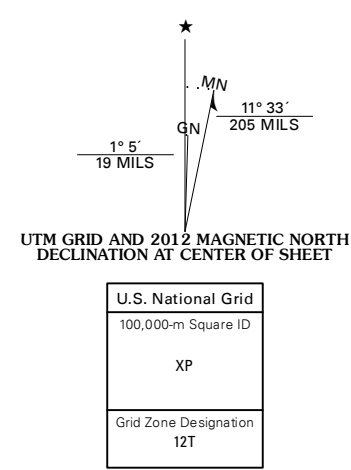 ★
MN
GN
11° 33´
205 MILS
1° 5´
19 MILS
UTM GRID AND 2012 MAGNETIC NORTH
DECLINATION AT CENTER OF SHEET
U.S. National Grid
100,000-m Square ID
XP
Grid Zone Designation
12T